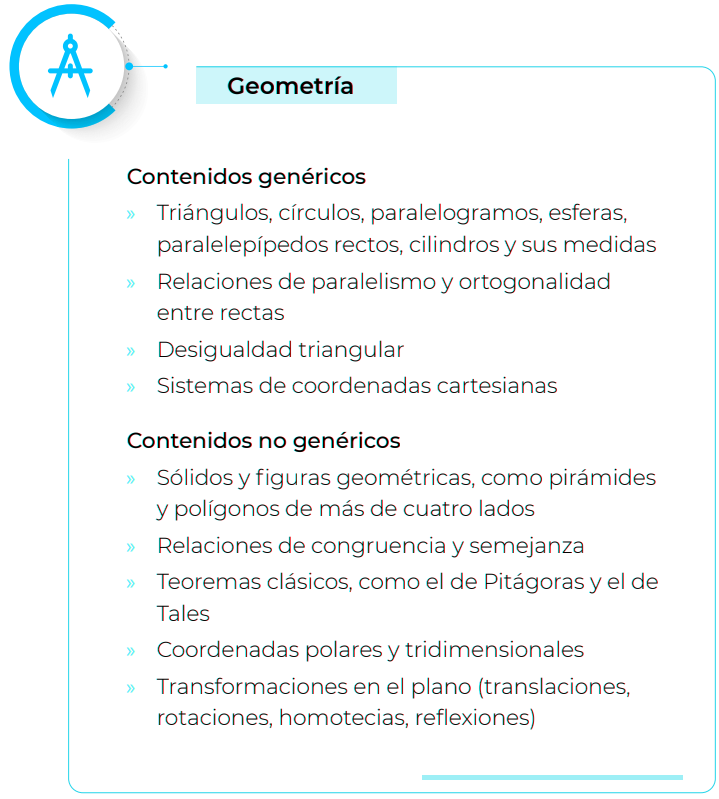 Geometría
Contenidos genéricos
» Triángulos, círculos, paralelogramos, esferas,
paralelepípedos rectos, cilindros y sus medidas
» Relaciones de paralelismo y ortogonalidad
entre rectas
» Desigualdad triangular
» Sistemas de coordenadas cartesianas
Contenidos no genéricos
» Sólidos y figuras geométricas, como pirámides
y polígonos de más de cuatro lados
» Relaciones de congruencia y semejanza
» Teoremas clásicos, como el de Pitágoras y el de
Tales
» Coordenadas polares y tridimensionales
» Transformaciones en el plano (translaciones,
rotaciones, homotecias, reflexiones)